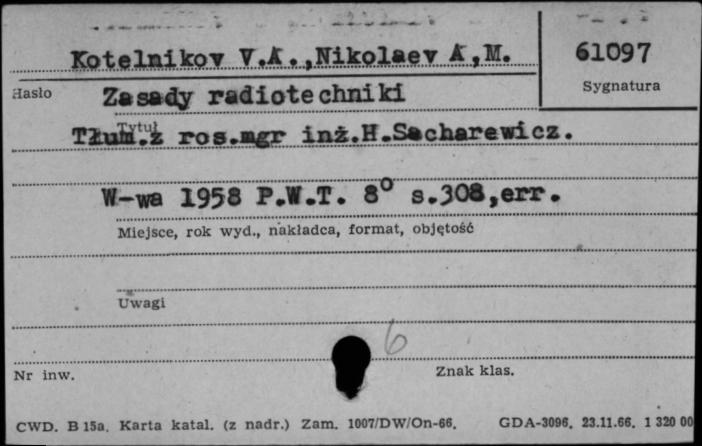 Kotelnikov V.A.,Nikolaev A,M.
61097
Hasło
Sygnatura
Zasady radiotechniki
Tytuł
Tłum.z ros.mgr inż.H.Sacharewicz.
W-wa 1958 P.W.T. 8° s.308,err.
Miejsce, rok wyd., nakładca, format, objętość
Uwagi
6
Nr inw.
Znak klas.
CWD. B 15a. Karta katal. (z nadr.) Zam. 1007/DW/On-66. GDA-3096. 23.11.66. 1 320 00